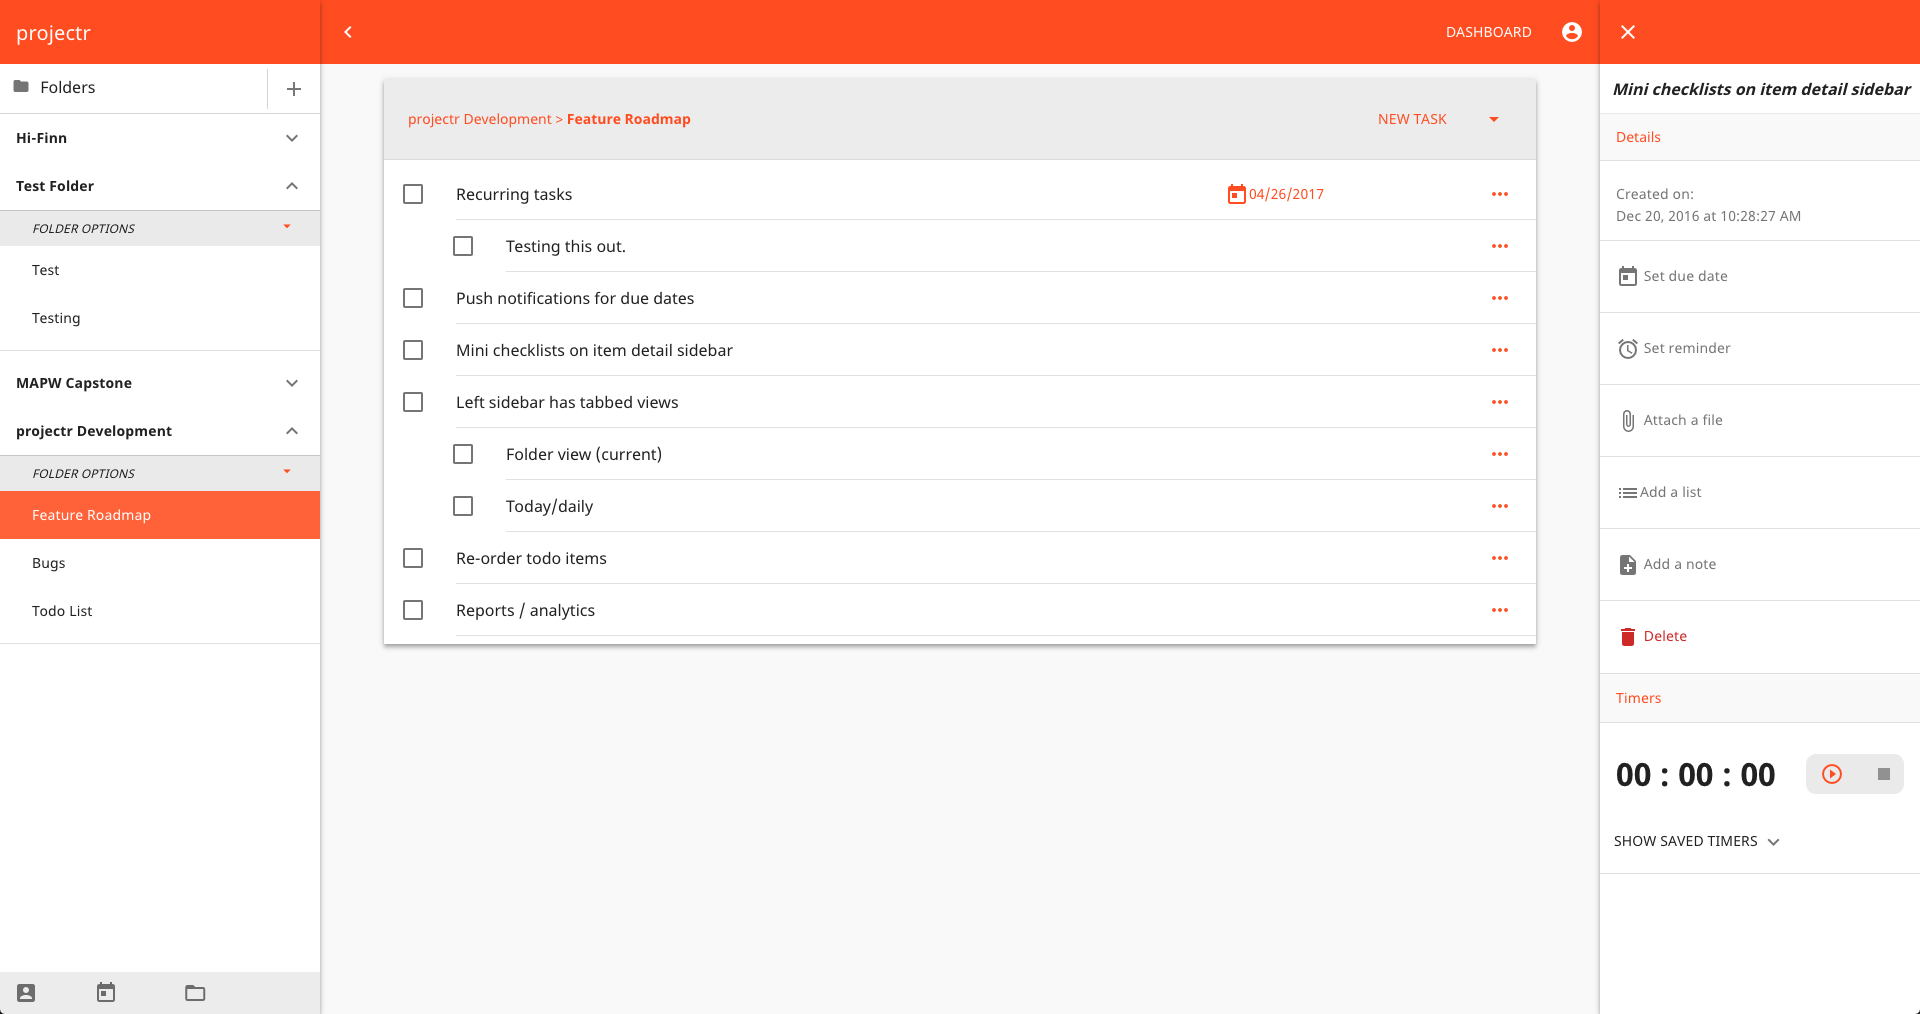 projectr
Folders
Hi-Finn
Test Folder
FOLDER OPTIONS
Test
Testing
MAPW Capstone
projectr Development
FOLDER OPTIONS
Feature Roadmap
Bugs
Todo List
DASHBOARD
projectr Development > Feature Roadmap
NEW TASK
Recurring tasks
04/26/2017
Testing this out.
Push notifications for due dates
Mini checklists on item detail sidebar
Left sidebar has tabbed views
Folder view (current)
Today/daily
Re-order todo items
Reports / analytics
Mini checklists on item detail sidebar
Details
Created on:
Dec 20, 2016 at 10:28:27 AM
Set due date
Set reminder
Attach a file
Add a list
Add a note
Delete
Timers
00 : 00 : 00
SHOW SAVED TIMERS